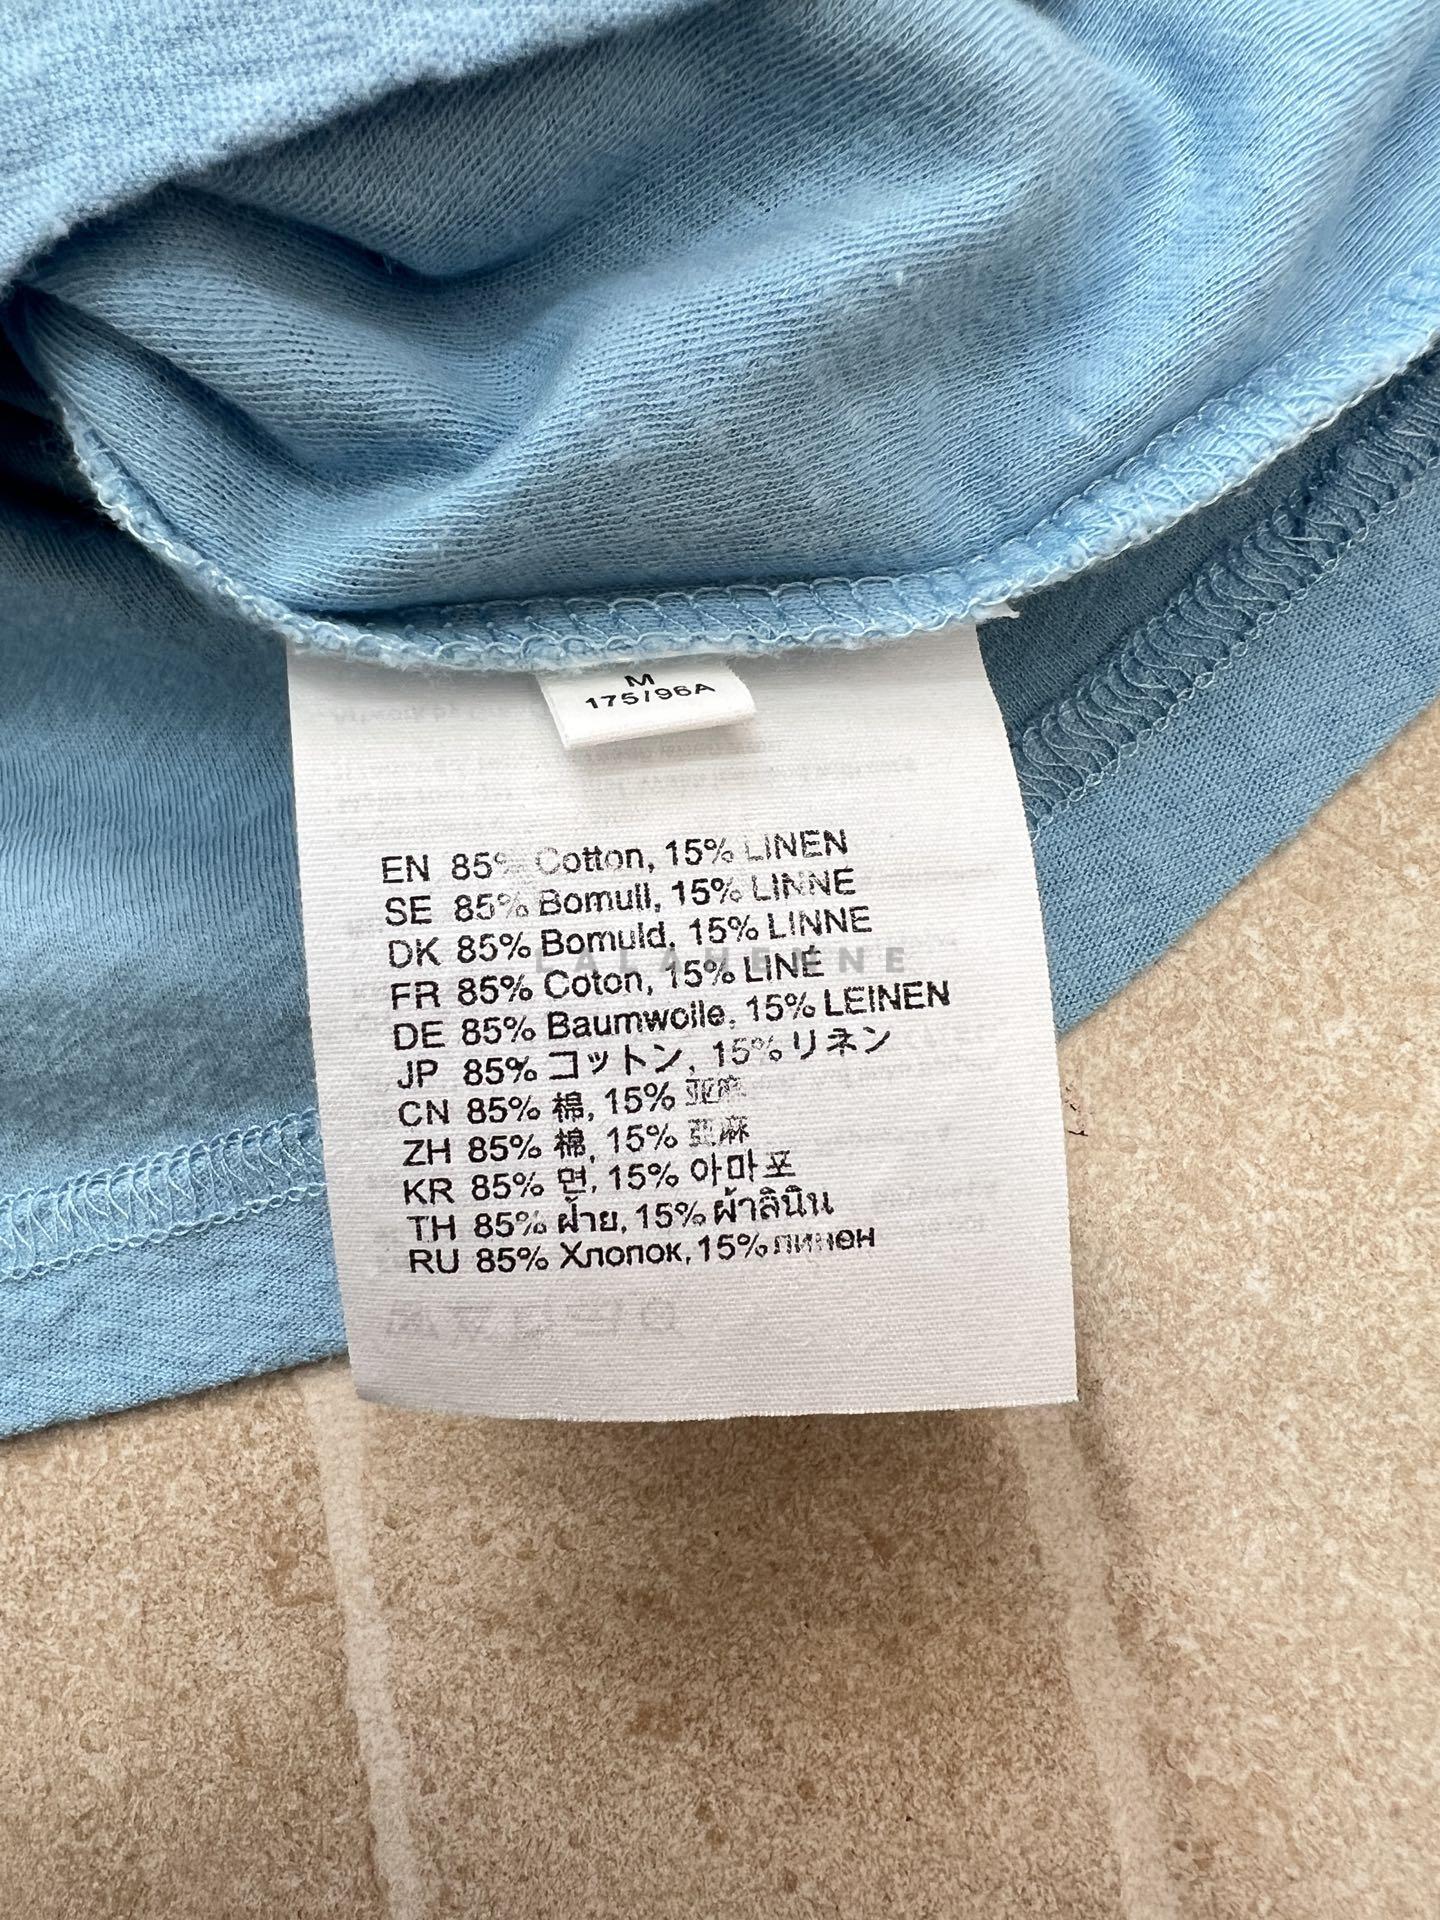 M
175/96A
EN 85% Cotton, 15% LINEN
SE 85% Bomull, 15% LINNE
DK 85% Bomuld, 15% LINNE
LALAHENNE
FR 85% Coton, 15% LINÉ
DE 85% Baumwolle, 15% LEINEN
JP 85% コットン, 15% リネン
CN 85% 棉, 15% 亚麻
ZH 85% 棉, 15% 亞麻
KR 85% 면, 15% 아마포
TH 85% ฝ้าย, 15% ผ้าลินิน
RU 85% Хлопок, 15% линен